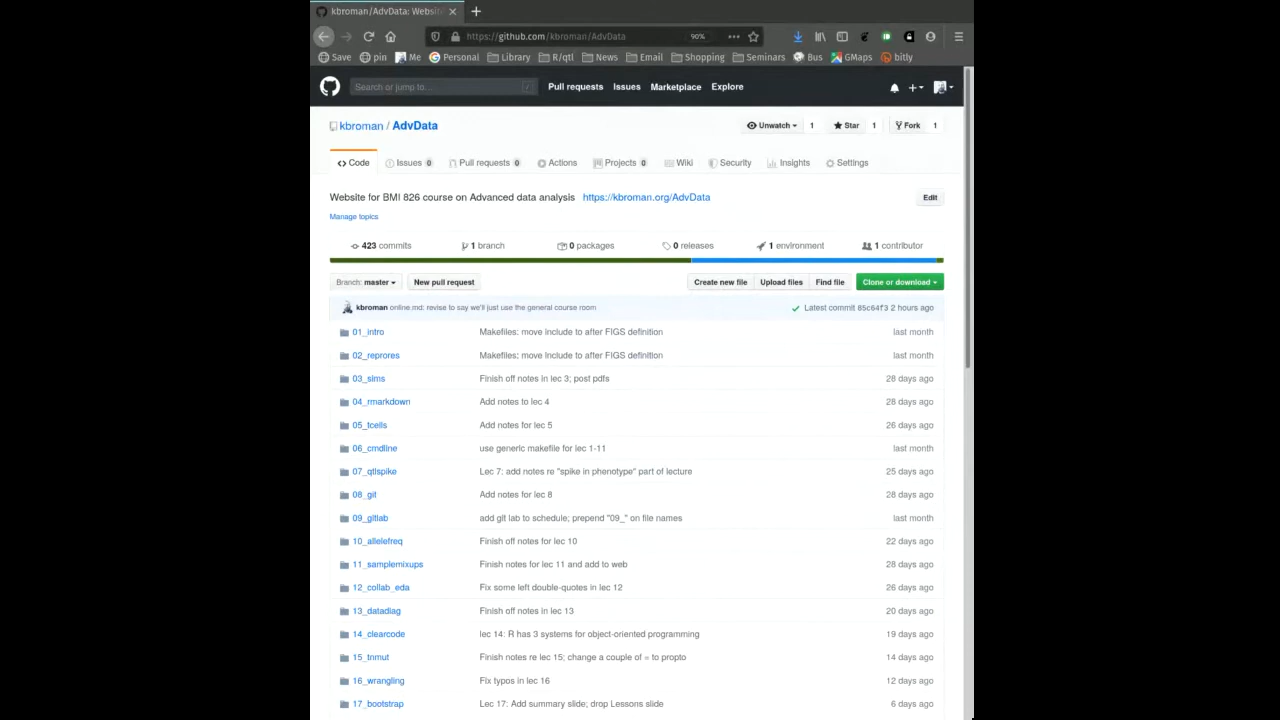 kbroman/AdvData: Websit
https://github.com/kbroman/AdvData 90%
Save pin Me Personal Library R/qtl News Email Shopping Seminars Bus GMaps bitly
Search or jump to... / Pull requests Issues Marketplace Explore
kbroman / AdvData Unwatch 1 Star 1 Fork 1
Code Issues 0 Pull requests 0 Actions Projects 0 Wiki Security Insights Settings
Website for BMI 826 course on Advanced data analysis https://kbroman.org/AdvData Edit
Manage topics
423 commits 1 branch 0 packages 0 releases 1 environment 1 contributor
Branch: master New pull request Create new file Upload files Find file Clone or download
kbroman online.md: revise to say we'll just use the general course room Latest commit 85c64f3 2 hours ago
01_intro Makefiles: move include to after FIGS definition last month
02_reprores Makefiles: move include to after FIGS definition last month
03_sims Finish off notes in lec 3; post pdfs 28 days ago
04_rmarkdown Add notes to lec 4 28 days ago
05_tcells Add notes for lec 5 26 days ago
06_cmdline use generic makefile for lec 1-11 last month
07_qtlspike Lec 7: add notes re "spike in phenotype" part of lecture 25 days ago
08_git Add notes for lec 8 28 days ago
09_gitlab add git lab to schedule; prepend "09_" on file names last month
10_allelefreq Finish off notes for lec 10 22 days ago
11_samplemixups Finish notes for lec 11 and add to web 28 days ago
12_collab_eda Fix some left double-quotes in lec 12 26 days ago
13_datadiag Finish off notes in lec 13 20 days ago
14_clearcode lec 14: R has 3 systems for object-oriented programming 19 days ago
15_tnmut Finish notes re lec 15; change a couple of = to propto 14 days ago
16_wrangling Fix typos in lec 16 12 days ago
17_bootstrap Lec 17: Add summary slide; drop Lessons slide 6 days ago